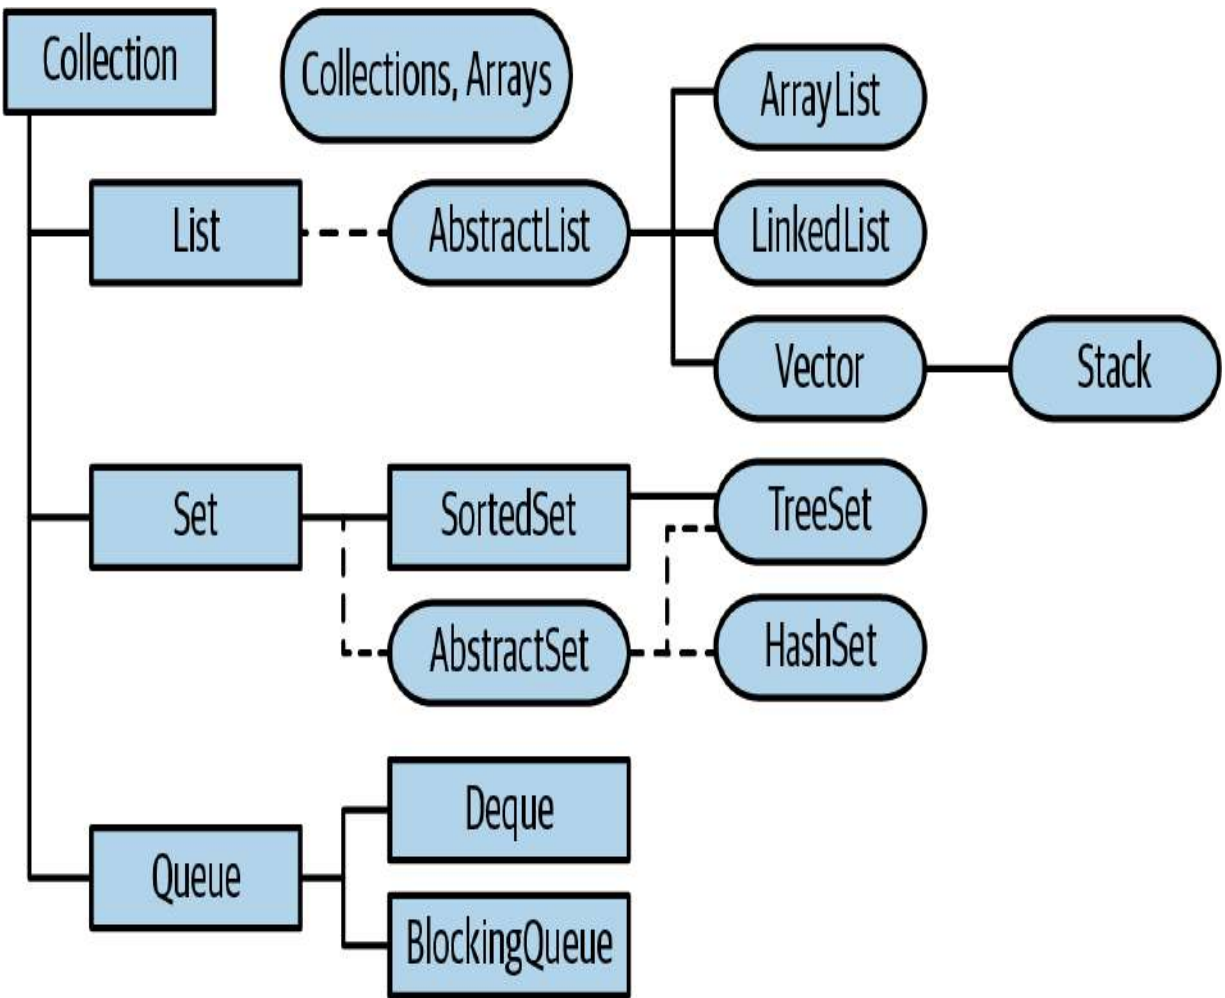 Collection
Collections, Arrays
ArrayList
List
AbstractList
LinkedList
Vector
Stack
Set
SortedSet
TreeSet
AbstractSet
HashSet
Deque
Queue
BlockingQueue